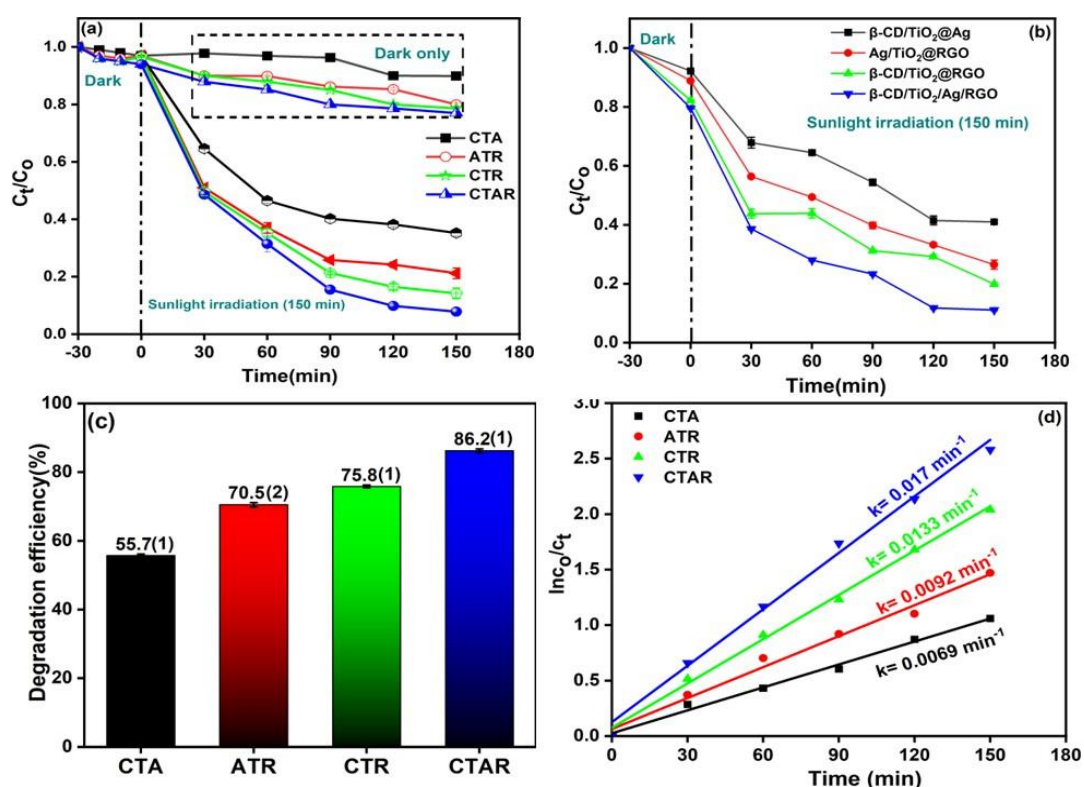 (a)
Dark
Dark only
CTA
ATR
CTR
CTAR
Sunlight irradiation (150 min)
Cₜ/Cₒ
1.0
0.8
0.6
0.4
0.2
0.0
-30 0 30 60 90 120 150 180
Time(min)
(b)
Dark
β-CD/TiO₂@Ag
Ag/TiO₂@RGO
β-CD/TiO₂@RGO
β-CD/TiO₂/Ag/RGO
Sunlight irradiation (150 min)
Cₜ/Cₒ
1.0
0.8
0.6
0.4
0.2
0.0
-30 0 30 60 90 120 150 180
Time(min)
(c)
Degradation efficiency(%)
100
80
60
40
20
0
55.7(1)
70.5(2)
75.8(1)
86.2(1)
CTA ATR CTR CTAR
(d)
CTA
ATR
CTR
CTAR
k= 0.017 min⁻¹
k= 0.0133 min⁻¹
k= 0.0092 min⁻¹
k= 0.0069 min⁻¹
lncₒ/cₜ
3.0
2.5
2.0
1.5
1.0
0.5
0.0
0 30 60 90 120 150 180
Time (min)